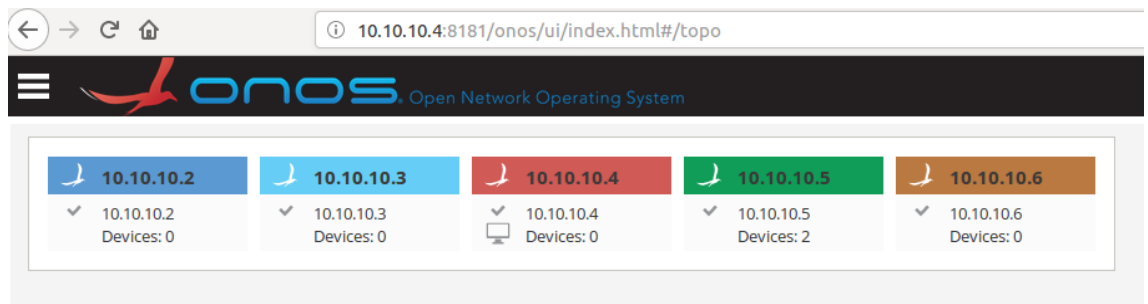 10.10.10.4:8181/onos/ui/index.html#/topo
onos. Open Network Operating System
10.10.10.2
10.10.10.2
Devices: 0
10.10.10.3
10.10.10.3
Devices: 0
10.10.10.4
10.10.10.4
Devices: 0
10.10.10.5
10.10.10.5
Devices: 2
10.10.10.6
10.10.10.6
Devices: 0